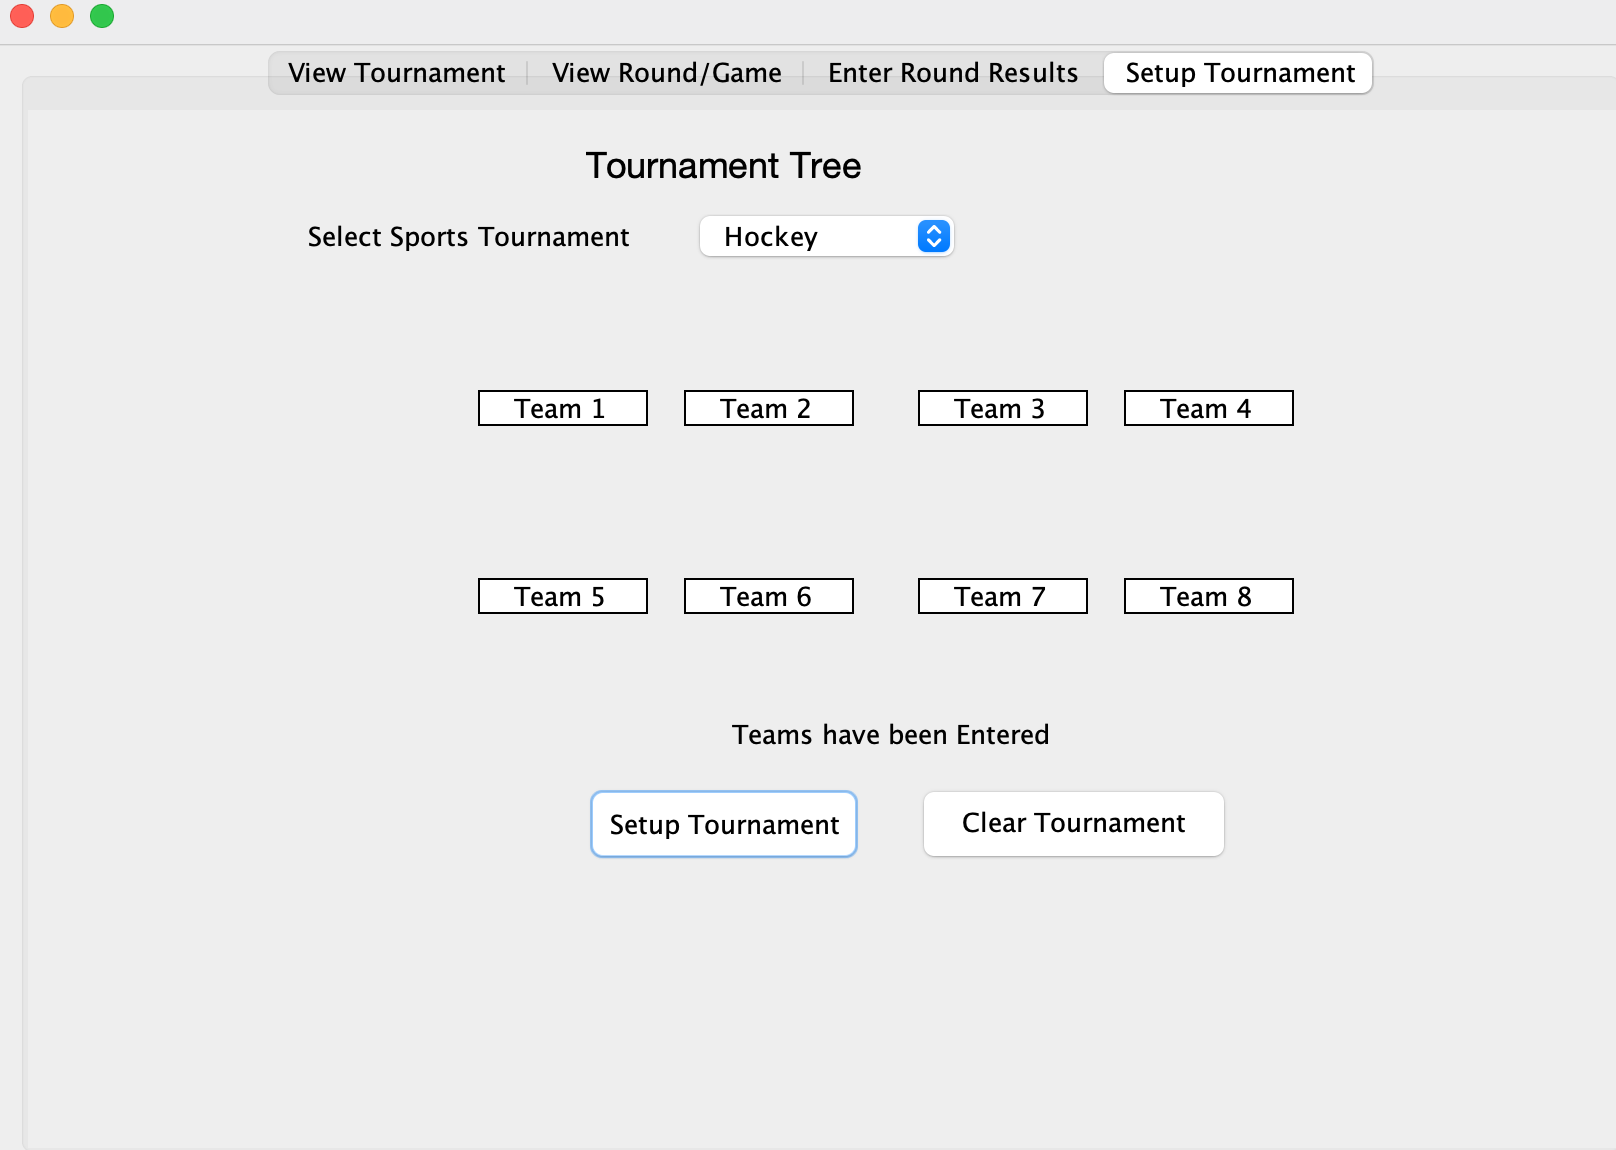 View Tournament View Round/Game Enter Round Results Setup Tournament
Tournament Tree
Select Sports Tournament Hockey
Team 1 Team 2 Team 3 Team 4
Team 5 Team 6 Team 7 Team 8
Teams have been Entered
Setup Tournament Clear Tournament